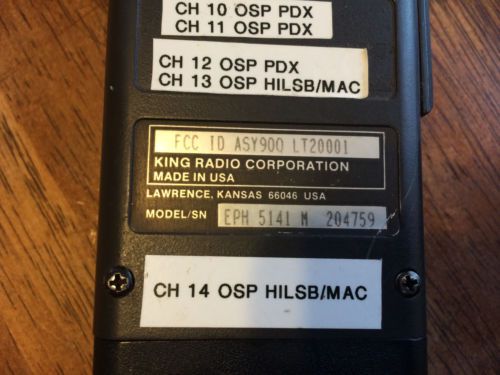 CH 10 OSP PDX
CH 11 OSP PDX
CH 12 OSP PDX
CH 13 OSP HILSB/MAC
FCC ID ASY900 LT20001
KING RADIO CORPORATION
MADE IN USA
LAWRENCE, KANSAS 66046 USA
MODEL/SN EPH 5141 M 204759
CH 14 OSP HILSB/MAC